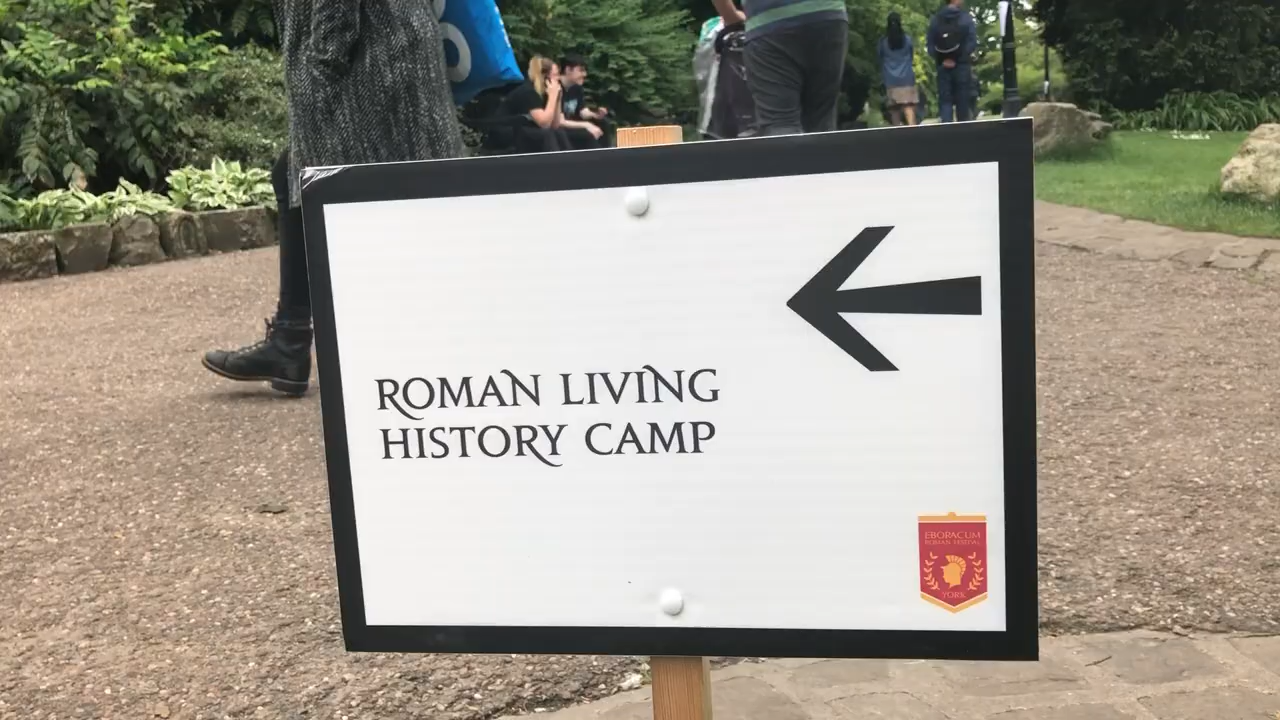 ROMAN LIVING
HISTORY CAMP
EBORACUM
ROMAN FESTIVAL
YORK